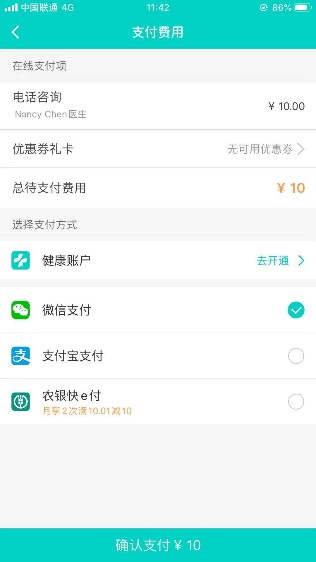 中国联通 4G 11:42 86%
支付费用
在线支付项
电话咨询
Nancy Chen医生
¥ 10.00
优惠券礼卡 无可用优惠券
总待支付费用 ¥ 10
选择支付方式
健康账户 去开通
微信支付
支 支付宝支付
农银快e付
月享2次满10.01减10
确认支付 ¥ 10